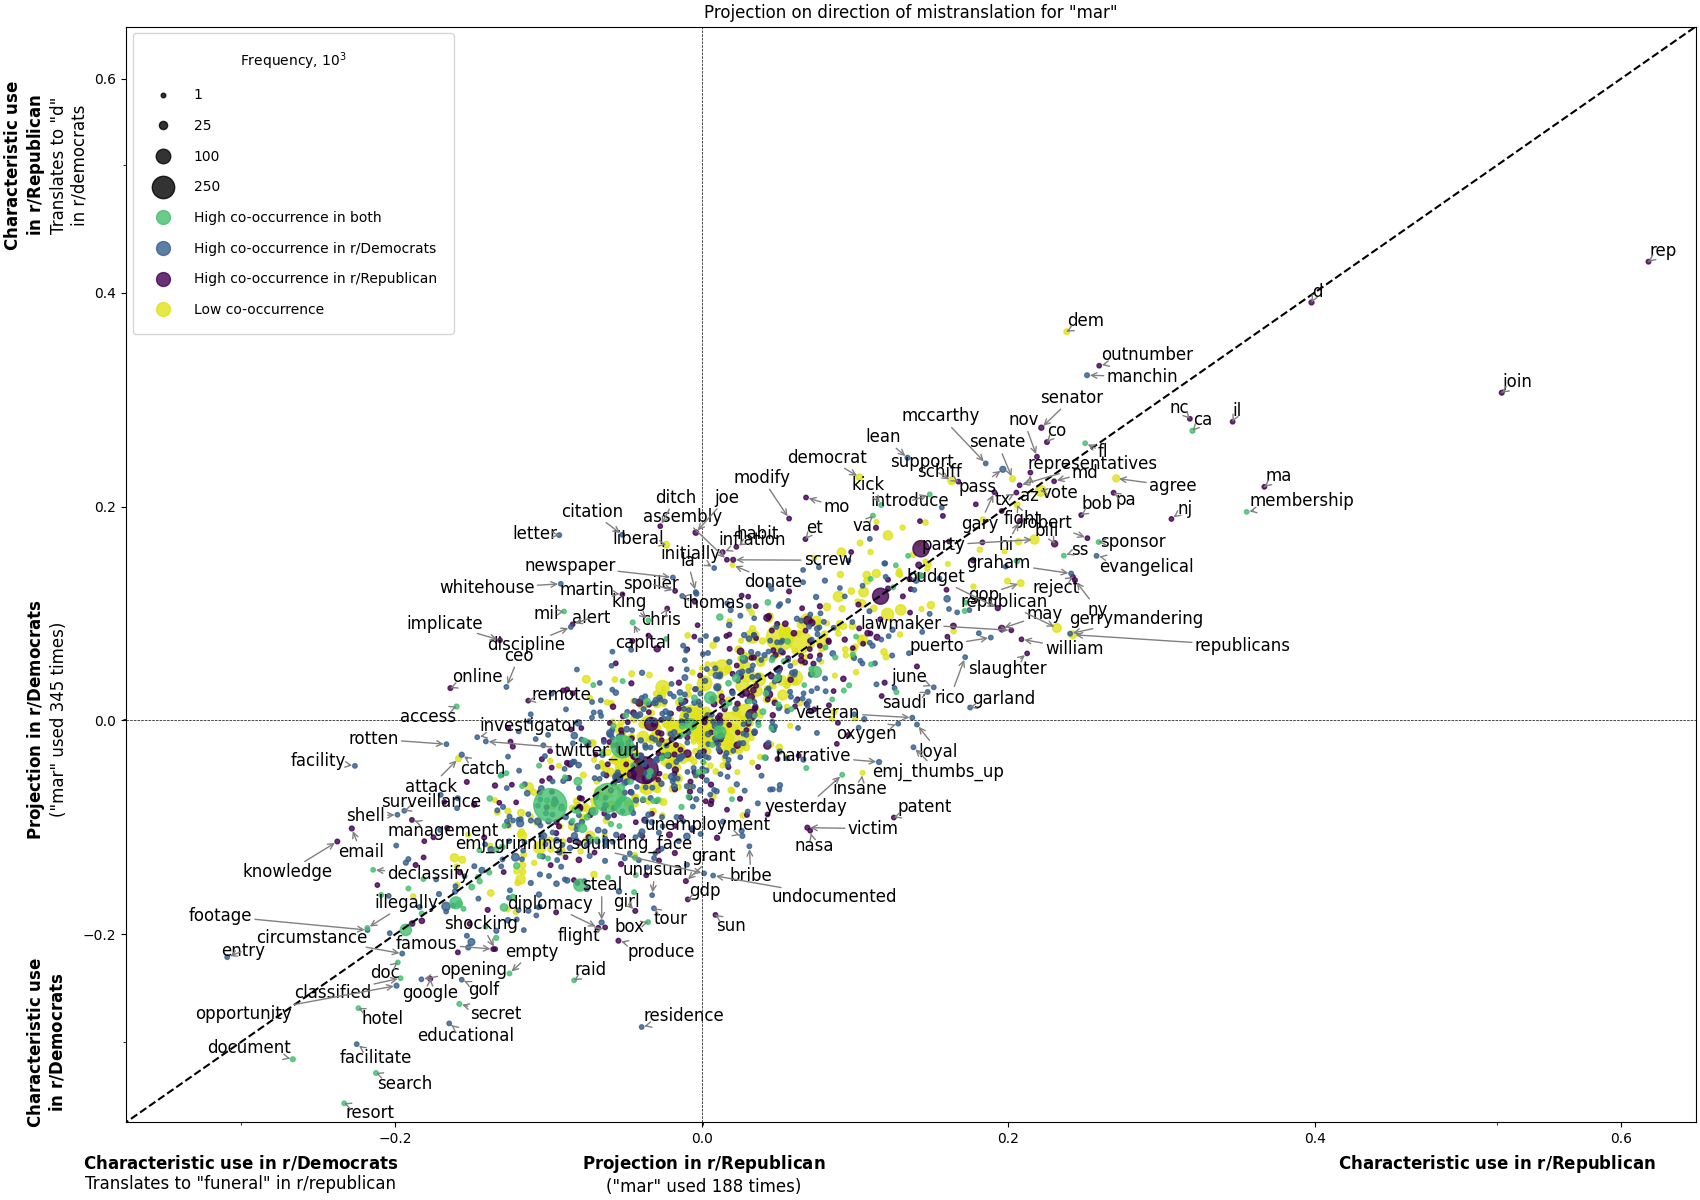 Projection on direction of mistranslation for "mar"
Frequency, 10³
1
25
100
250
High co-occurrence in both
High co-occurrence in r/Democrats
High co-occurrence in r/Republican
Low co-occurrence
Characteristic use
in r/Republican
Translates to "d"
in r/democrats
Projection in r/Democrats
("mar" used 345 times)
Characteristic use
in r/Democrats
0.6
0.4
0.2
0.0
−0.2
−0.2
0.0
0.2
0.4
0.6
Characteristic use in r/Democrats
Translates to "funeral" in r/republican
Projection in r/Republican
("mar" used 188 times)
Characteristic use in r/Republican
rep
d
dem
outnumber
manchin
join
senator
mccarthy
nov
nc
ca
il
co
lean
senate
fl
democrat
support
schiff
representatives
md
ma
modify
kick
pass
vote
agree
membership
ditch
joe
mo
introduce
tx
az
bob
pa
nj
citation
assembly
et
va
gary
fight
robert
letter
liberal
habit
inflation
party
hi
bill
ss
sponsor
initially
la
screw
graham
evangelical
newspaper
spoiler
donate
budget
gop
reject
whitehouse
martin
king
thomas
republican
ny
mil
alert
chris
lawmaker
may
gerrymandering
implicate
discipline
capital
puerto
william
republicans
ceo
slaughter
online
remote
june
rico
garland
access
investigator
veteran
saudi
rotten
twitter_url
oxygen
loyal
facility
catch
narrative
emj_thumbs_up
attack
insane
surveillance
yesterday
patent
shell
management
unemployment
victim
email
emj_grinning_squinting_face
nasa
knowledge
declassify
unusual
grant
bribe
undocumented
illegally
steal
girl
gdp
footage
diplomacy
tour
circumstance
shocking
flight
box
sun
entry
famous
empty
produce
doc
opening
raid
classified
google
golf
opportunity
hotel
secret
residence
educational
document
facilitate
search
resort